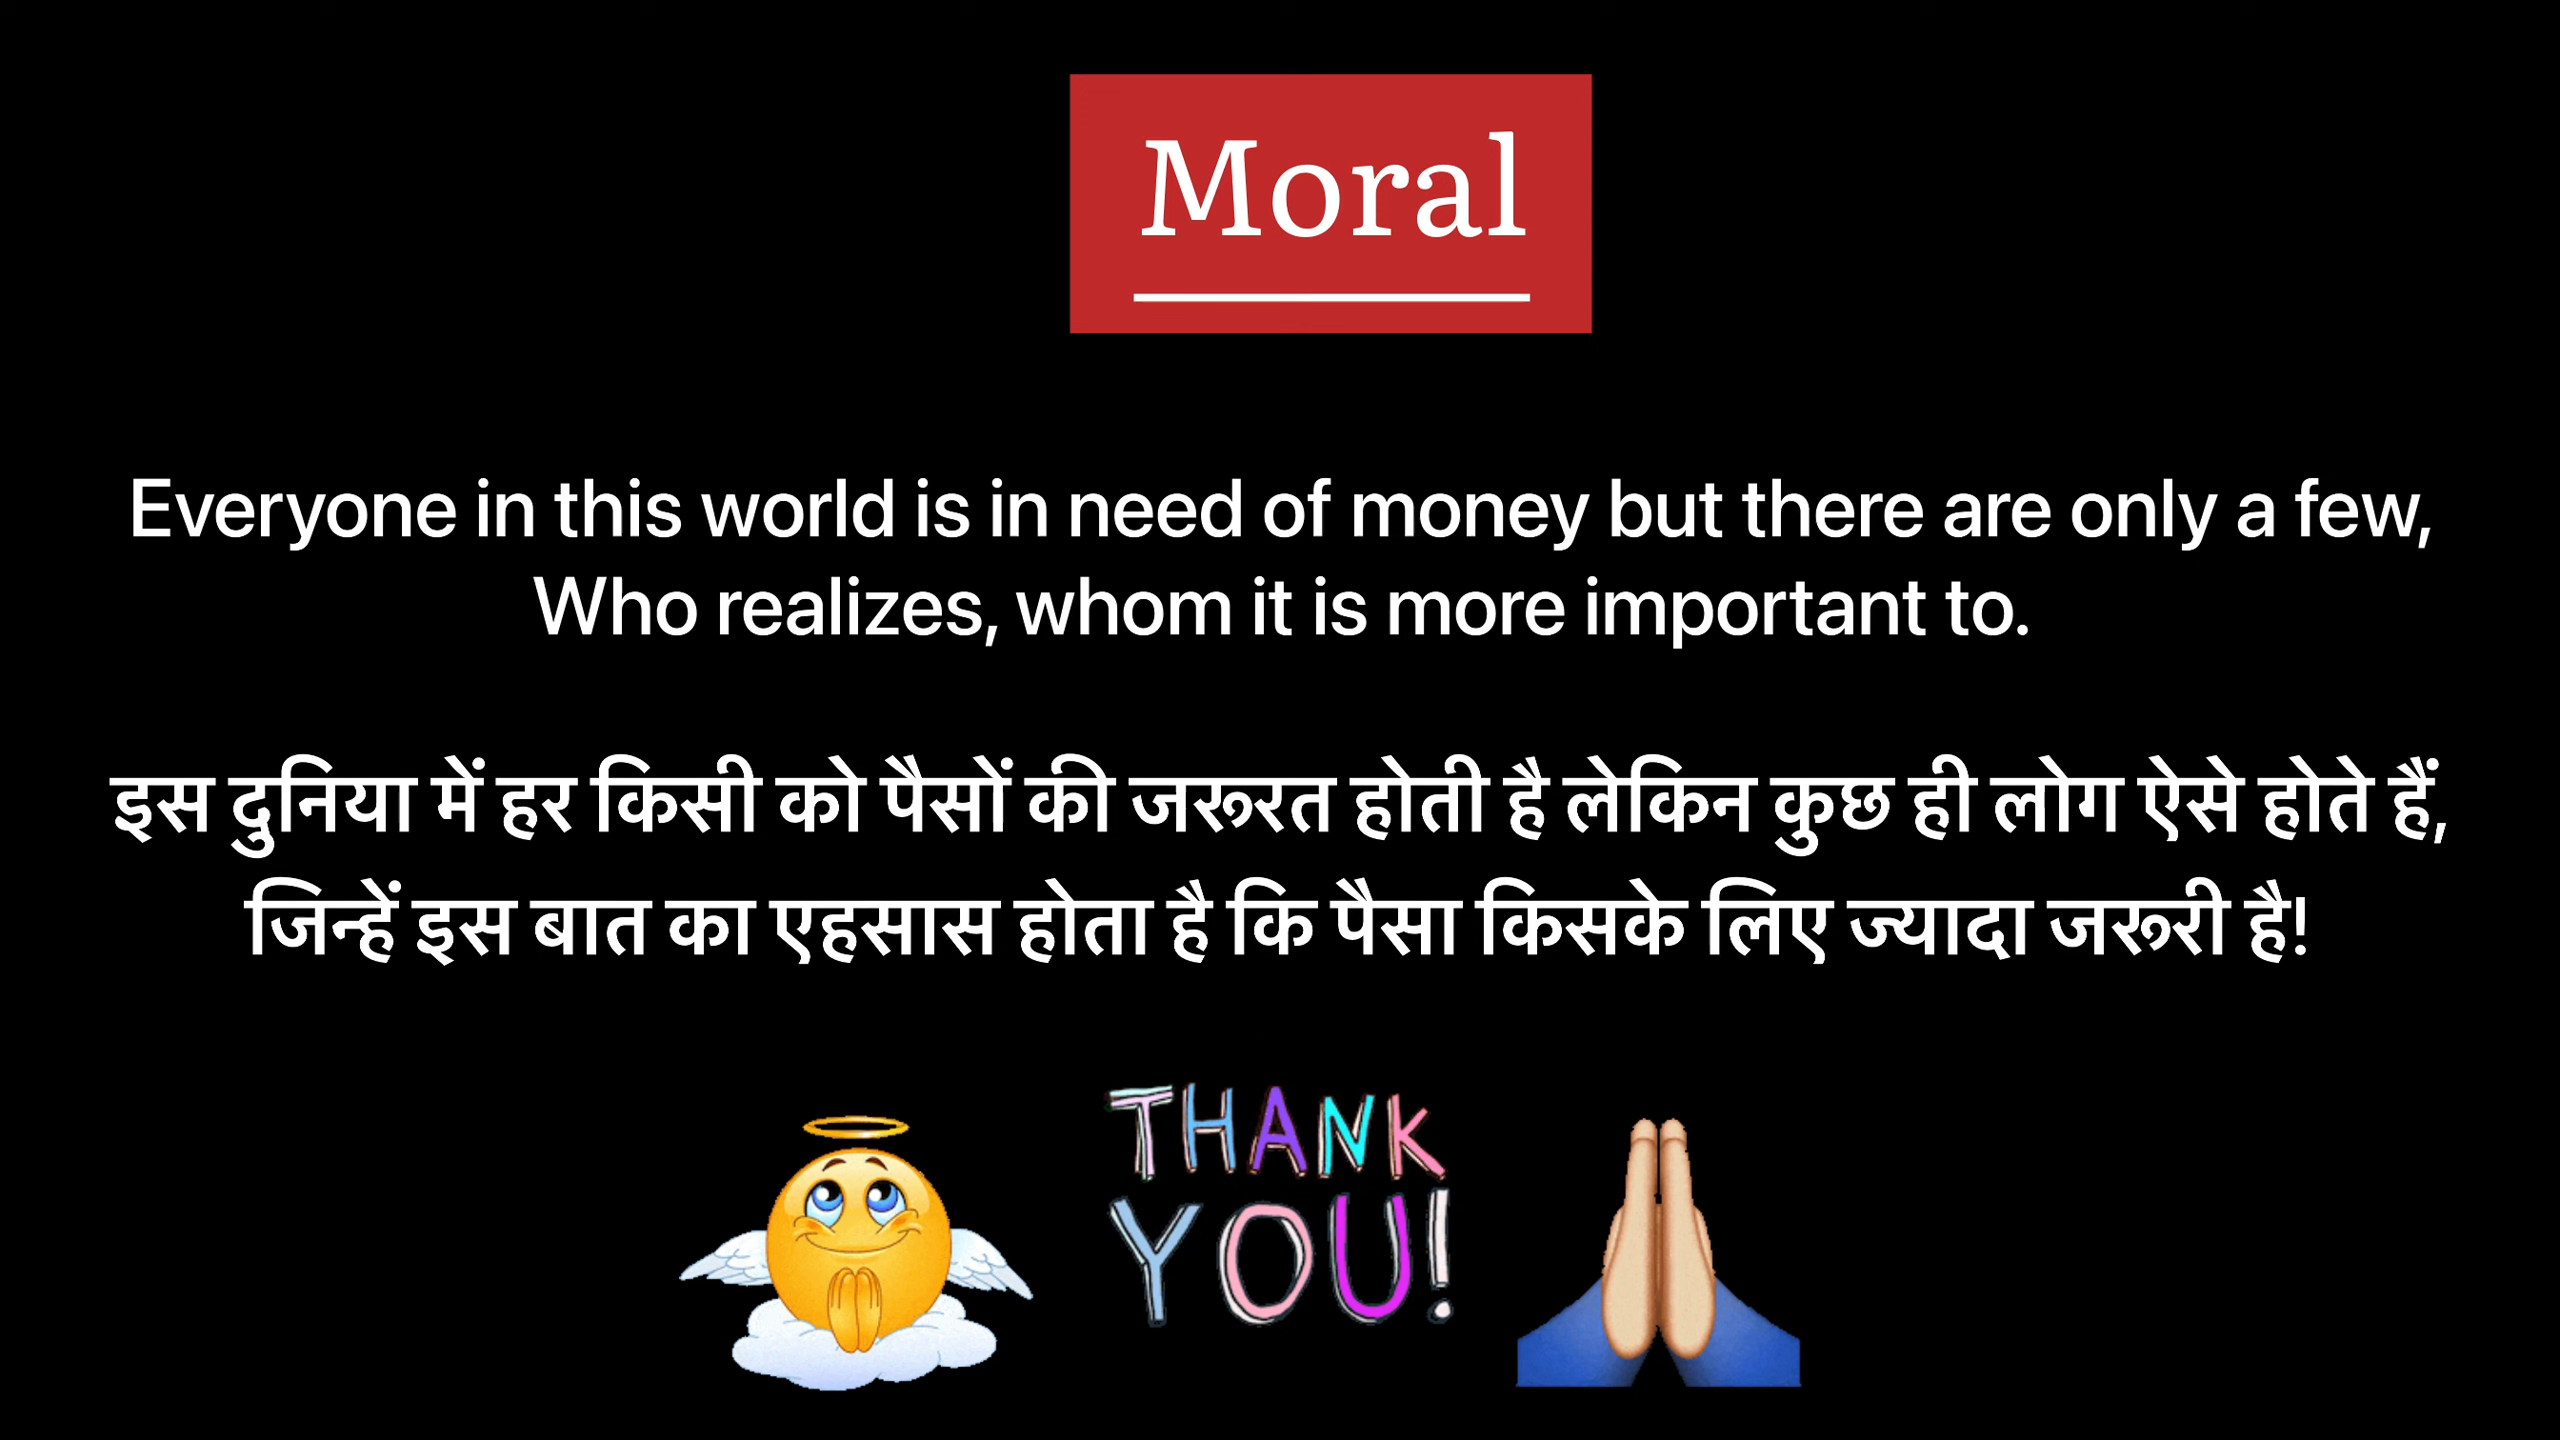 Moral
Everyone in this world is in need of money but there are only a few,
Who realizes, whom it is more important to.
इस दुनिया में हर किसी को पैसों की जरूरत होती है लेकिन कुछ ही लोग ऐसे होते हैं,
जिन्हें इस बात का एहसास होता है कि पैसा किसके लिए ज्यादा जरूरी है!
THANK
YOU!